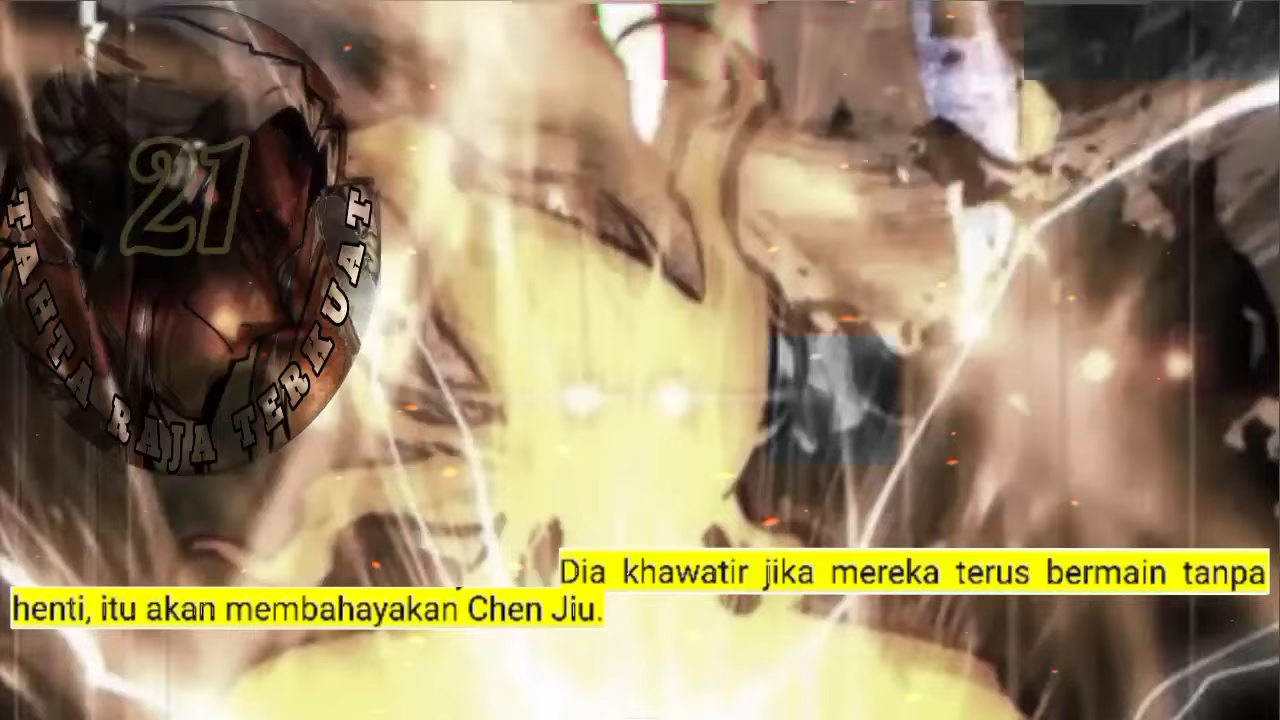 21
TAHTA RAJA TERKUAT
Dia khawatir jika mereka terus bermain tanpa
henti, itu akan membahayakan Chen Jiu.